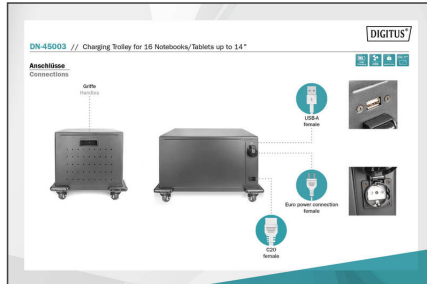 DIGITUS®
DN-45003 // Charging Trolley for 16 Notebooks/Tablets up to 14"
Anschlüsse
Connections
Griffe
Handles
USB-A
female
Euro power connection
female
C20
female